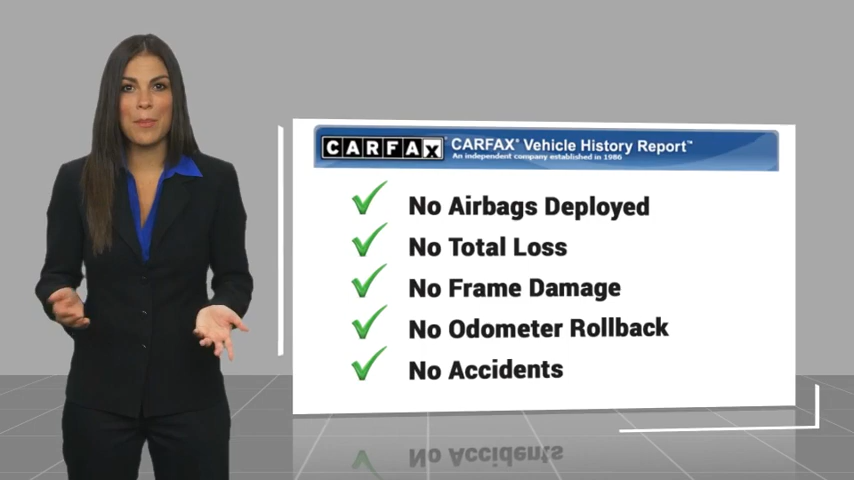 CARFAX® CARFAX® Vehicle History Report™
An independent company established in 1986
No Airbags Deployed
No Total Loss
No Frame Damage
No Odometer Rollback
No Accidents
No Accidents